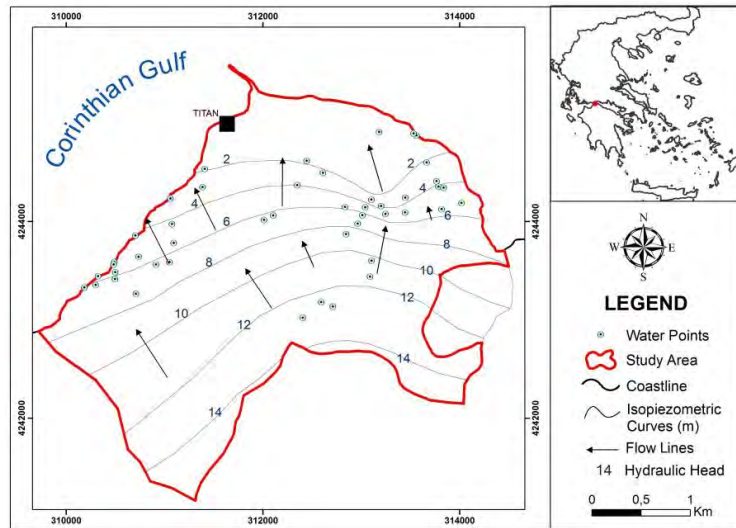 310000 312000 314000
Corinthian Gulf
TITAN
2
2
4
4
6
6
8
8
10
10
12
12
14
14
4244000
4244000
4242000
4242000
310000 312000 314000
N
W E
S
LEGEND
Water Points
Study Area
Coastline
Isopiezometric
Curves (m)
Flow Lines
14 Hydraulic Head
0 0,5 1
Km